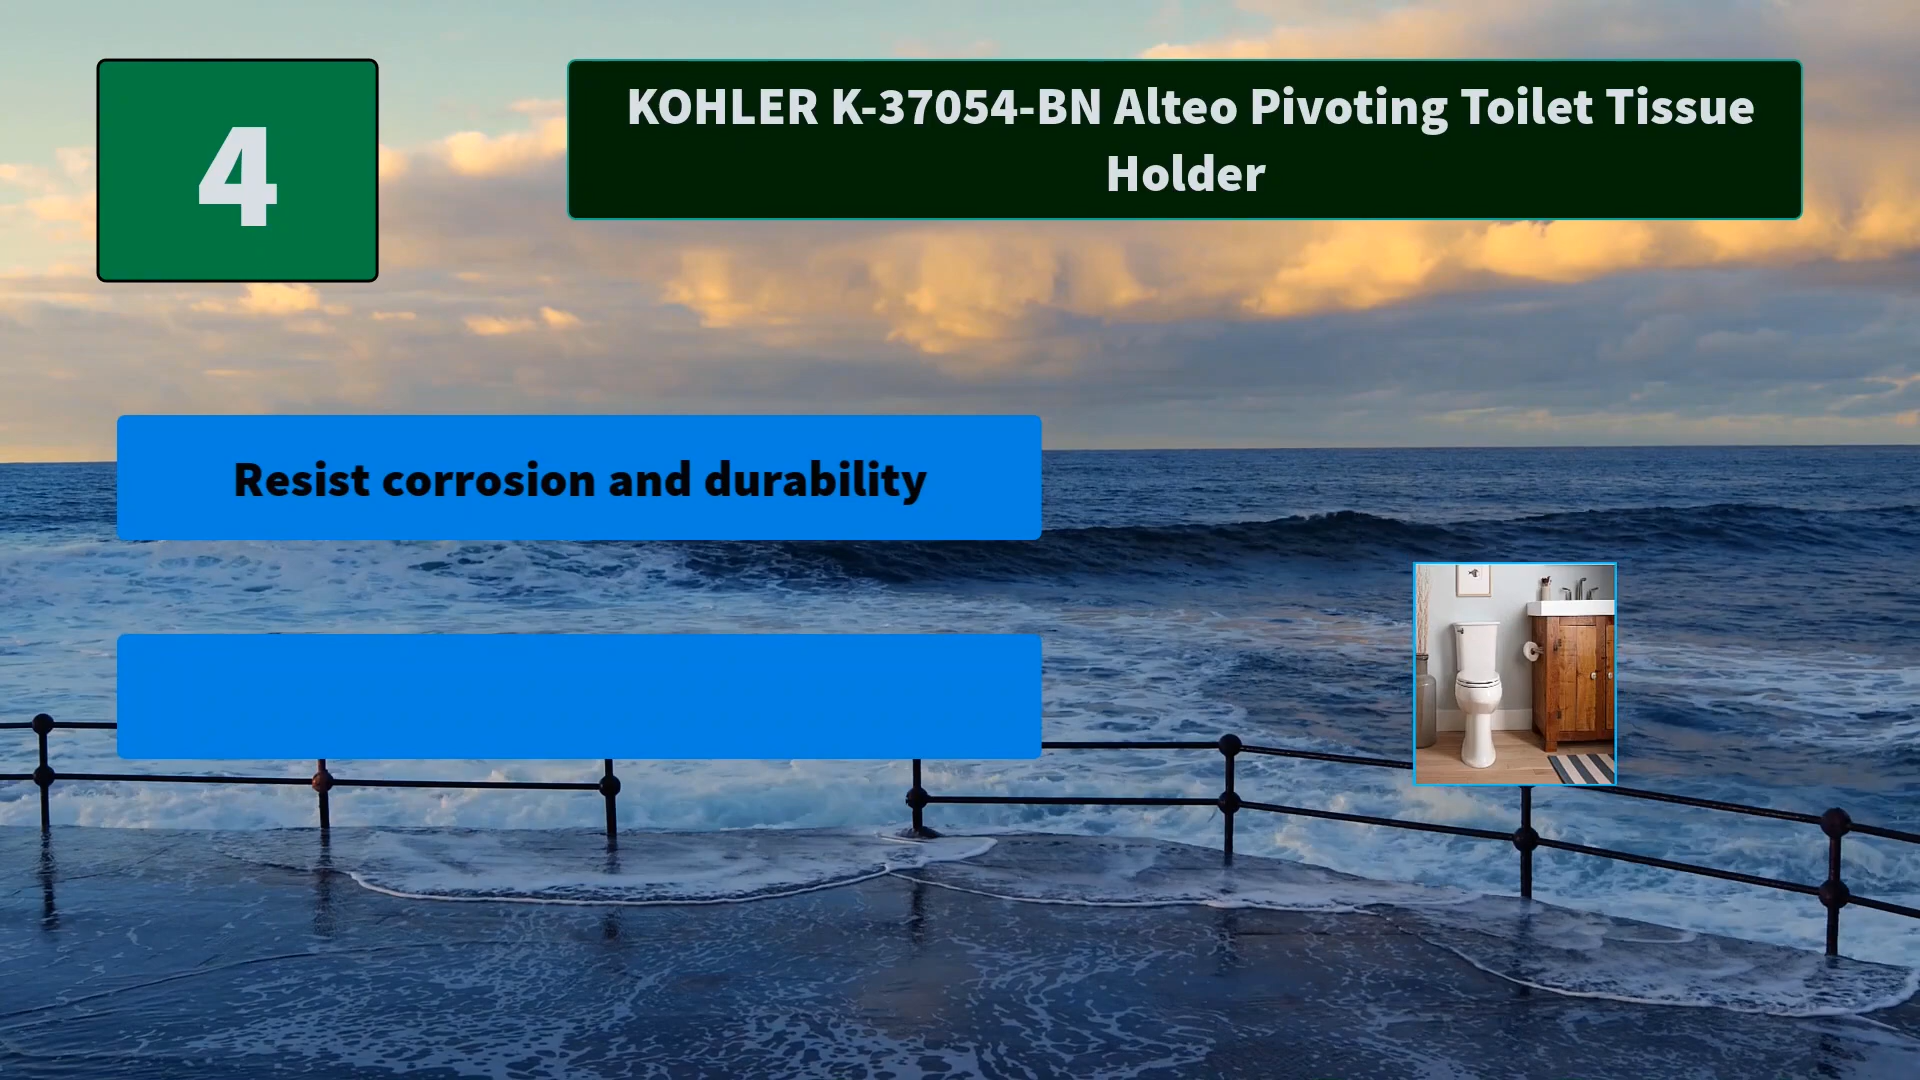 4
KOHLER K-37054-BN Alteo Pivoting Toilet Tissue
Holder
Resist corrosion and durability